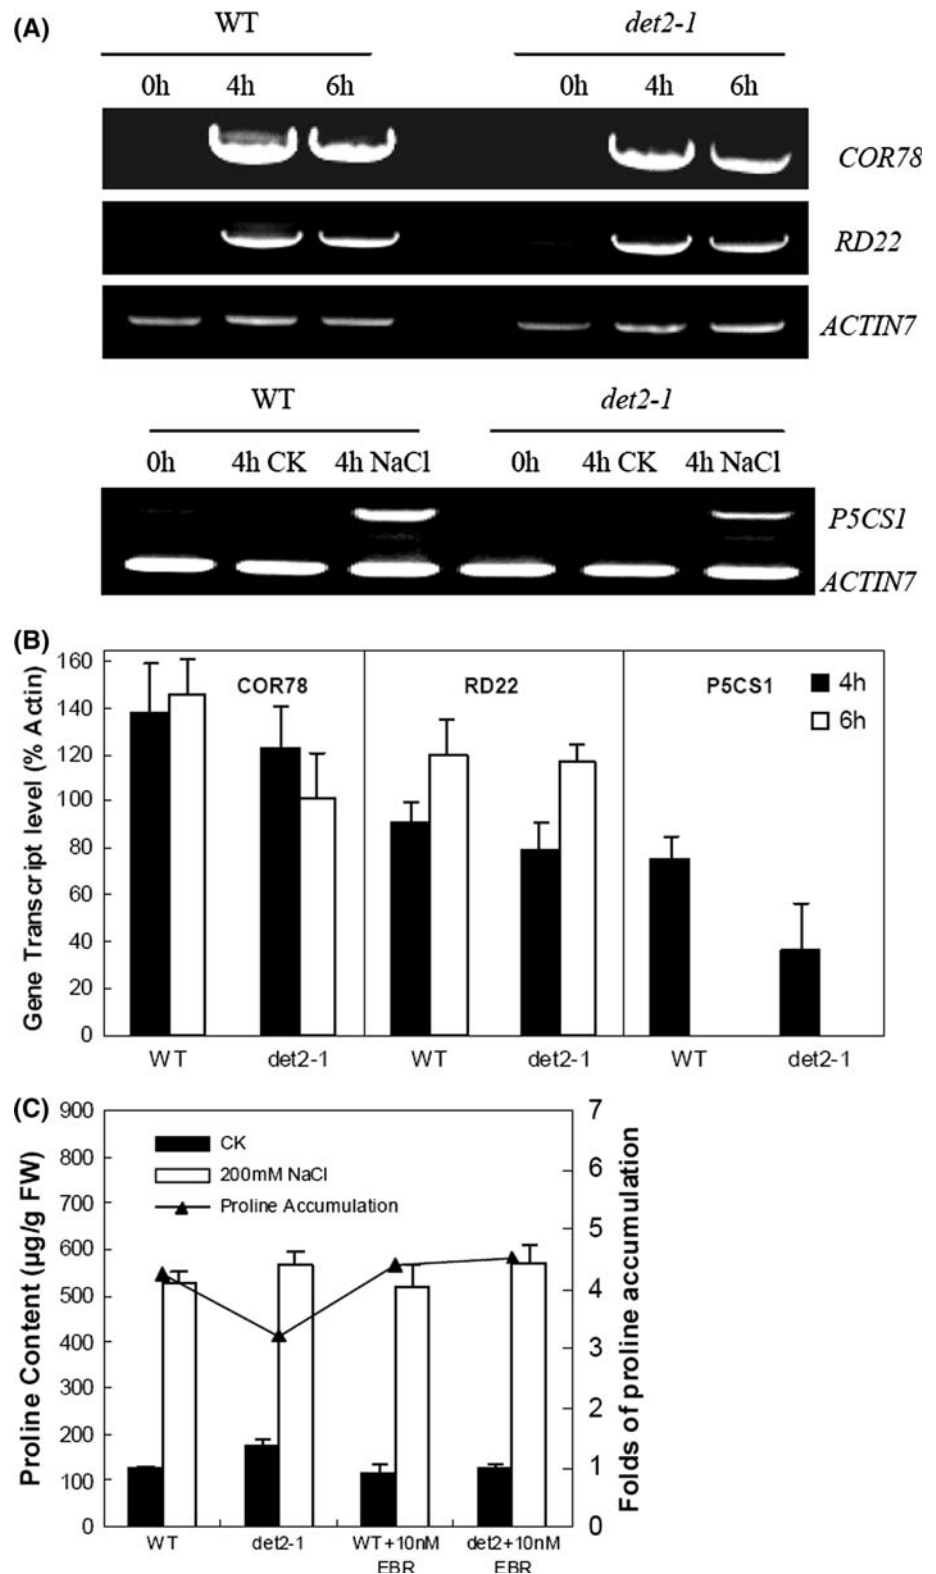 (A)
WT det2-1
0h 4h 6h 0h 4h 6h
COR78
RD22
ACTIN7
WT det2-1
0h 4h CK 4h NaCl 0h 4h CK 4h NaCl
P5CS1
ACTIN7
(B)
Gene Transcript level (% Actin)
160
140
120
100
80
60
40
20
0
COR78 RD22 P5CS1
4h
6h
WT det2-1 WT det2-1 WT det2-1
(C)
Proline Content (µg/g FW)
900
800
700
600
500
400
300
200
100
0
CK
200mM NaCl
Proline Accumulation
7
6
5
4
3
2
1
0
Folds of proline accumulation
WT det2-1 WT+10nM det2+10nM
EBR EBR